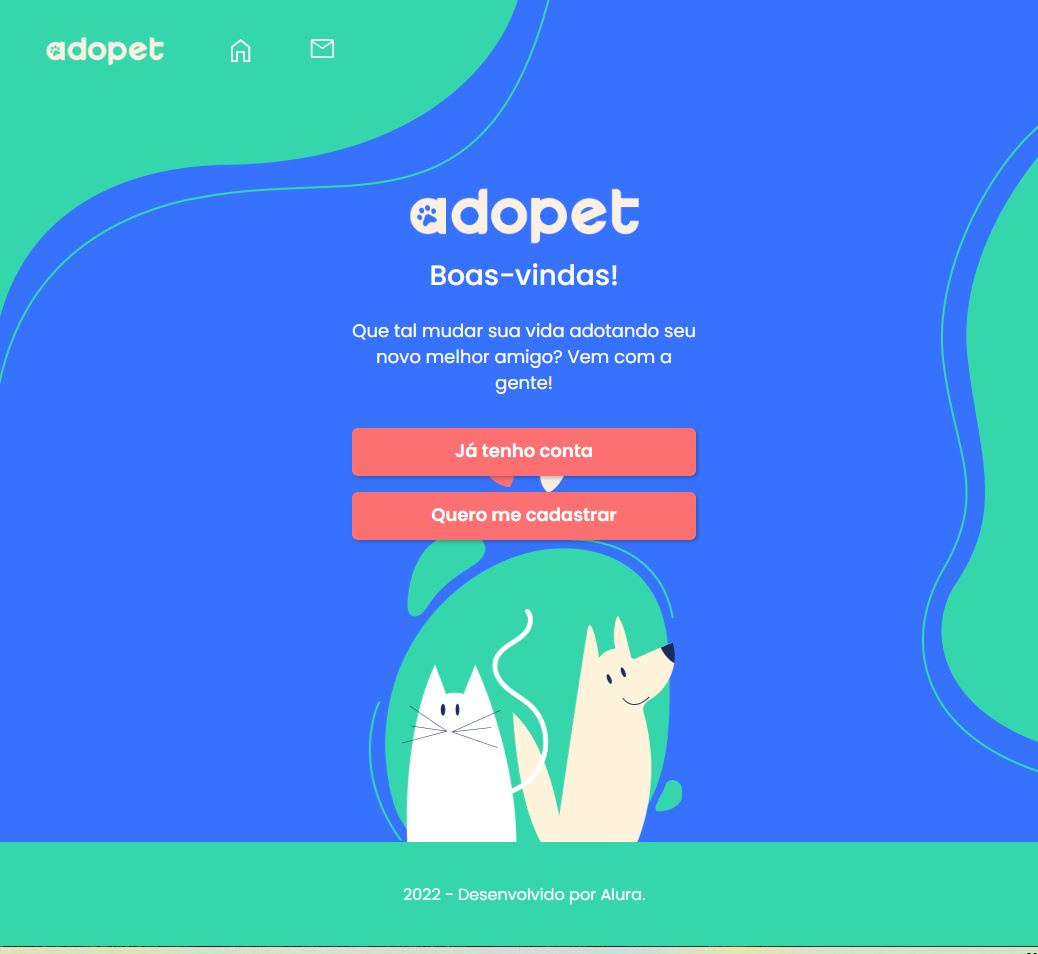 adopet
adopet
Boas-vindas!
Que tal mudar sua vida adotando seu
novo melhor amigo? Vem com a
gente!
Já tenho conta
Quero me cadastrar
2022 - Desenvolvido por Alura.